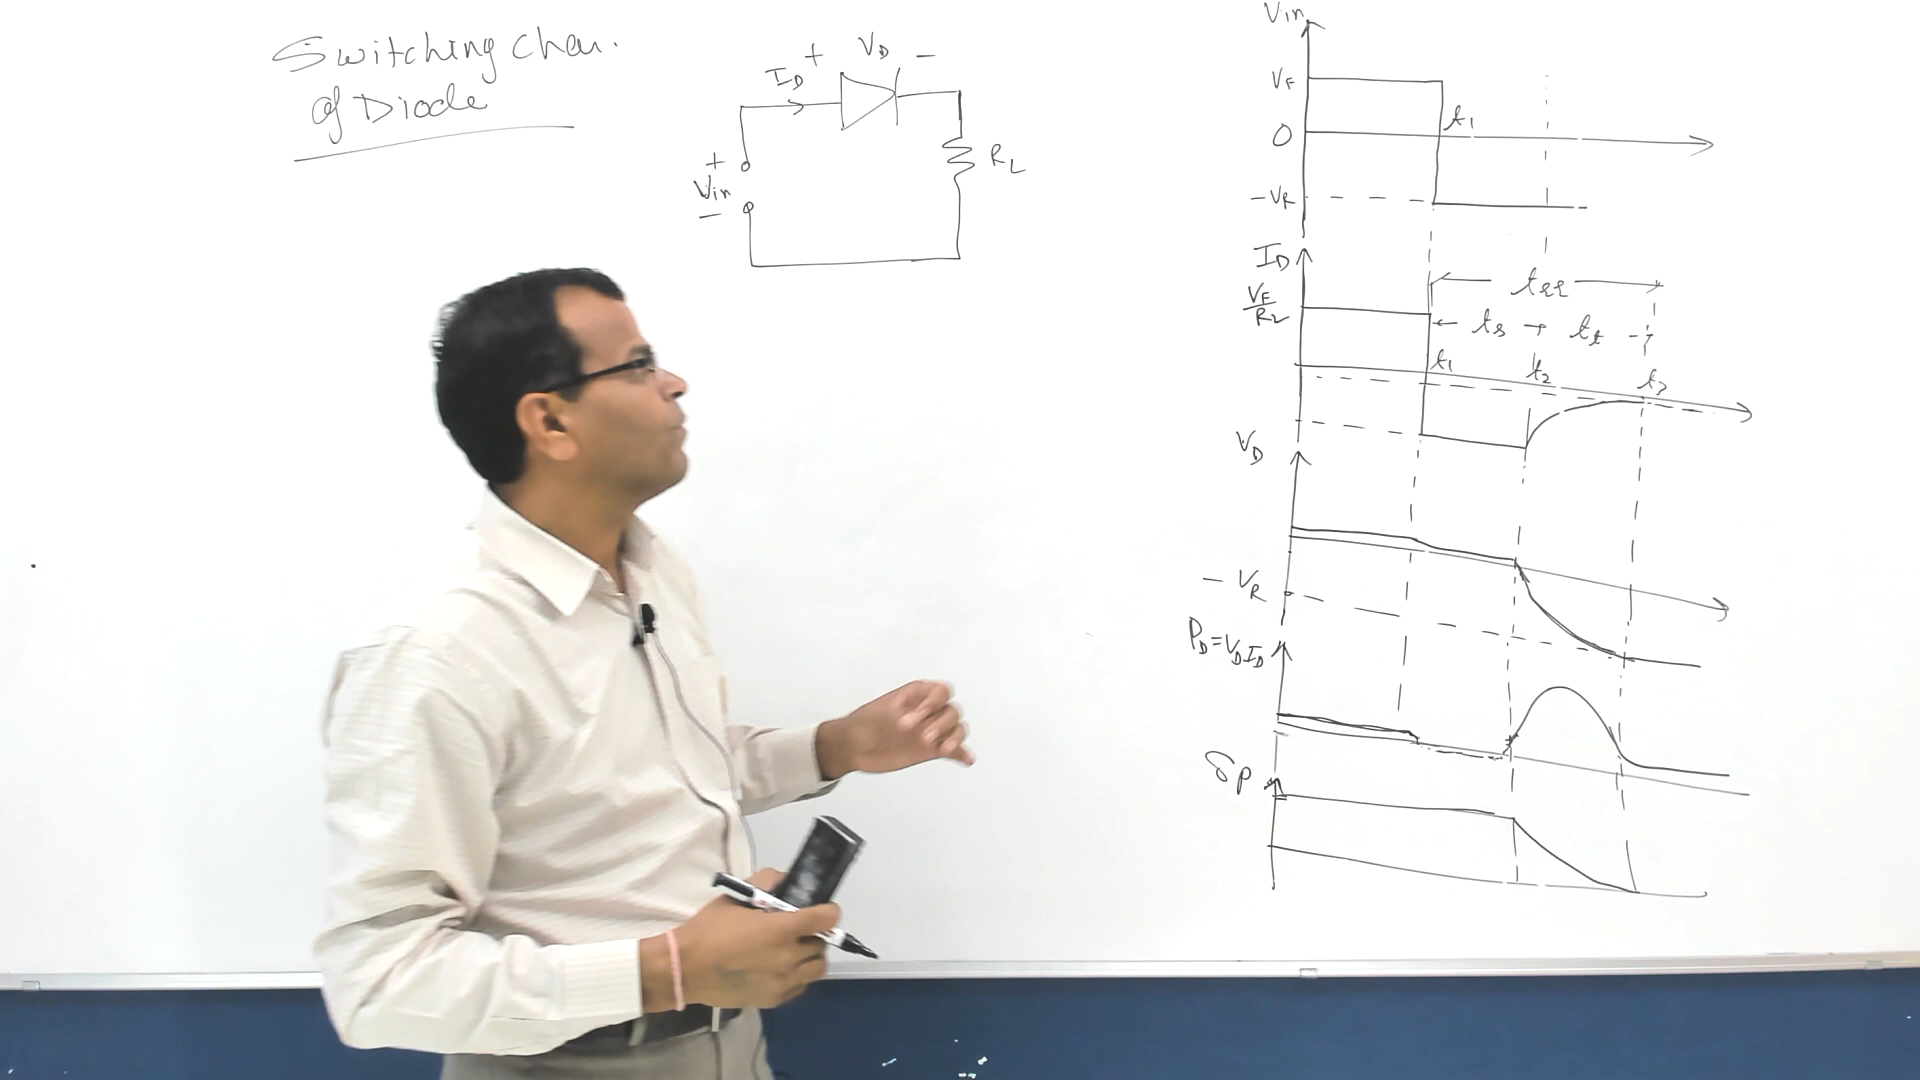 Switching Char.
of Diode
+ VD -
ID
+
Vin
-
RL
Vin
VF
t1
0
-VR
ID
trr
VF
RL
ts
tt
t1
t2
t3
VD
- VR
PD=VDID
δp